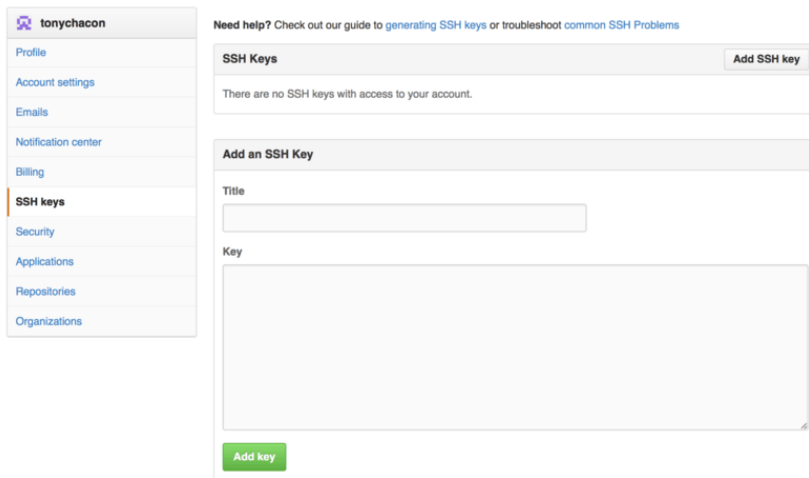 tonychacon
Profile
Account settings
Emails
Notification center
Billing
SSH keys
Security
Applications
Repositories
Organizations
Need help? Check out our guide to generating SSH keys or troubleshoot common SSH Problems
SSH Keys
Add SSH key
There are no SSH keys with access to your account.
Add an SSH Key
Title
Key
Add key